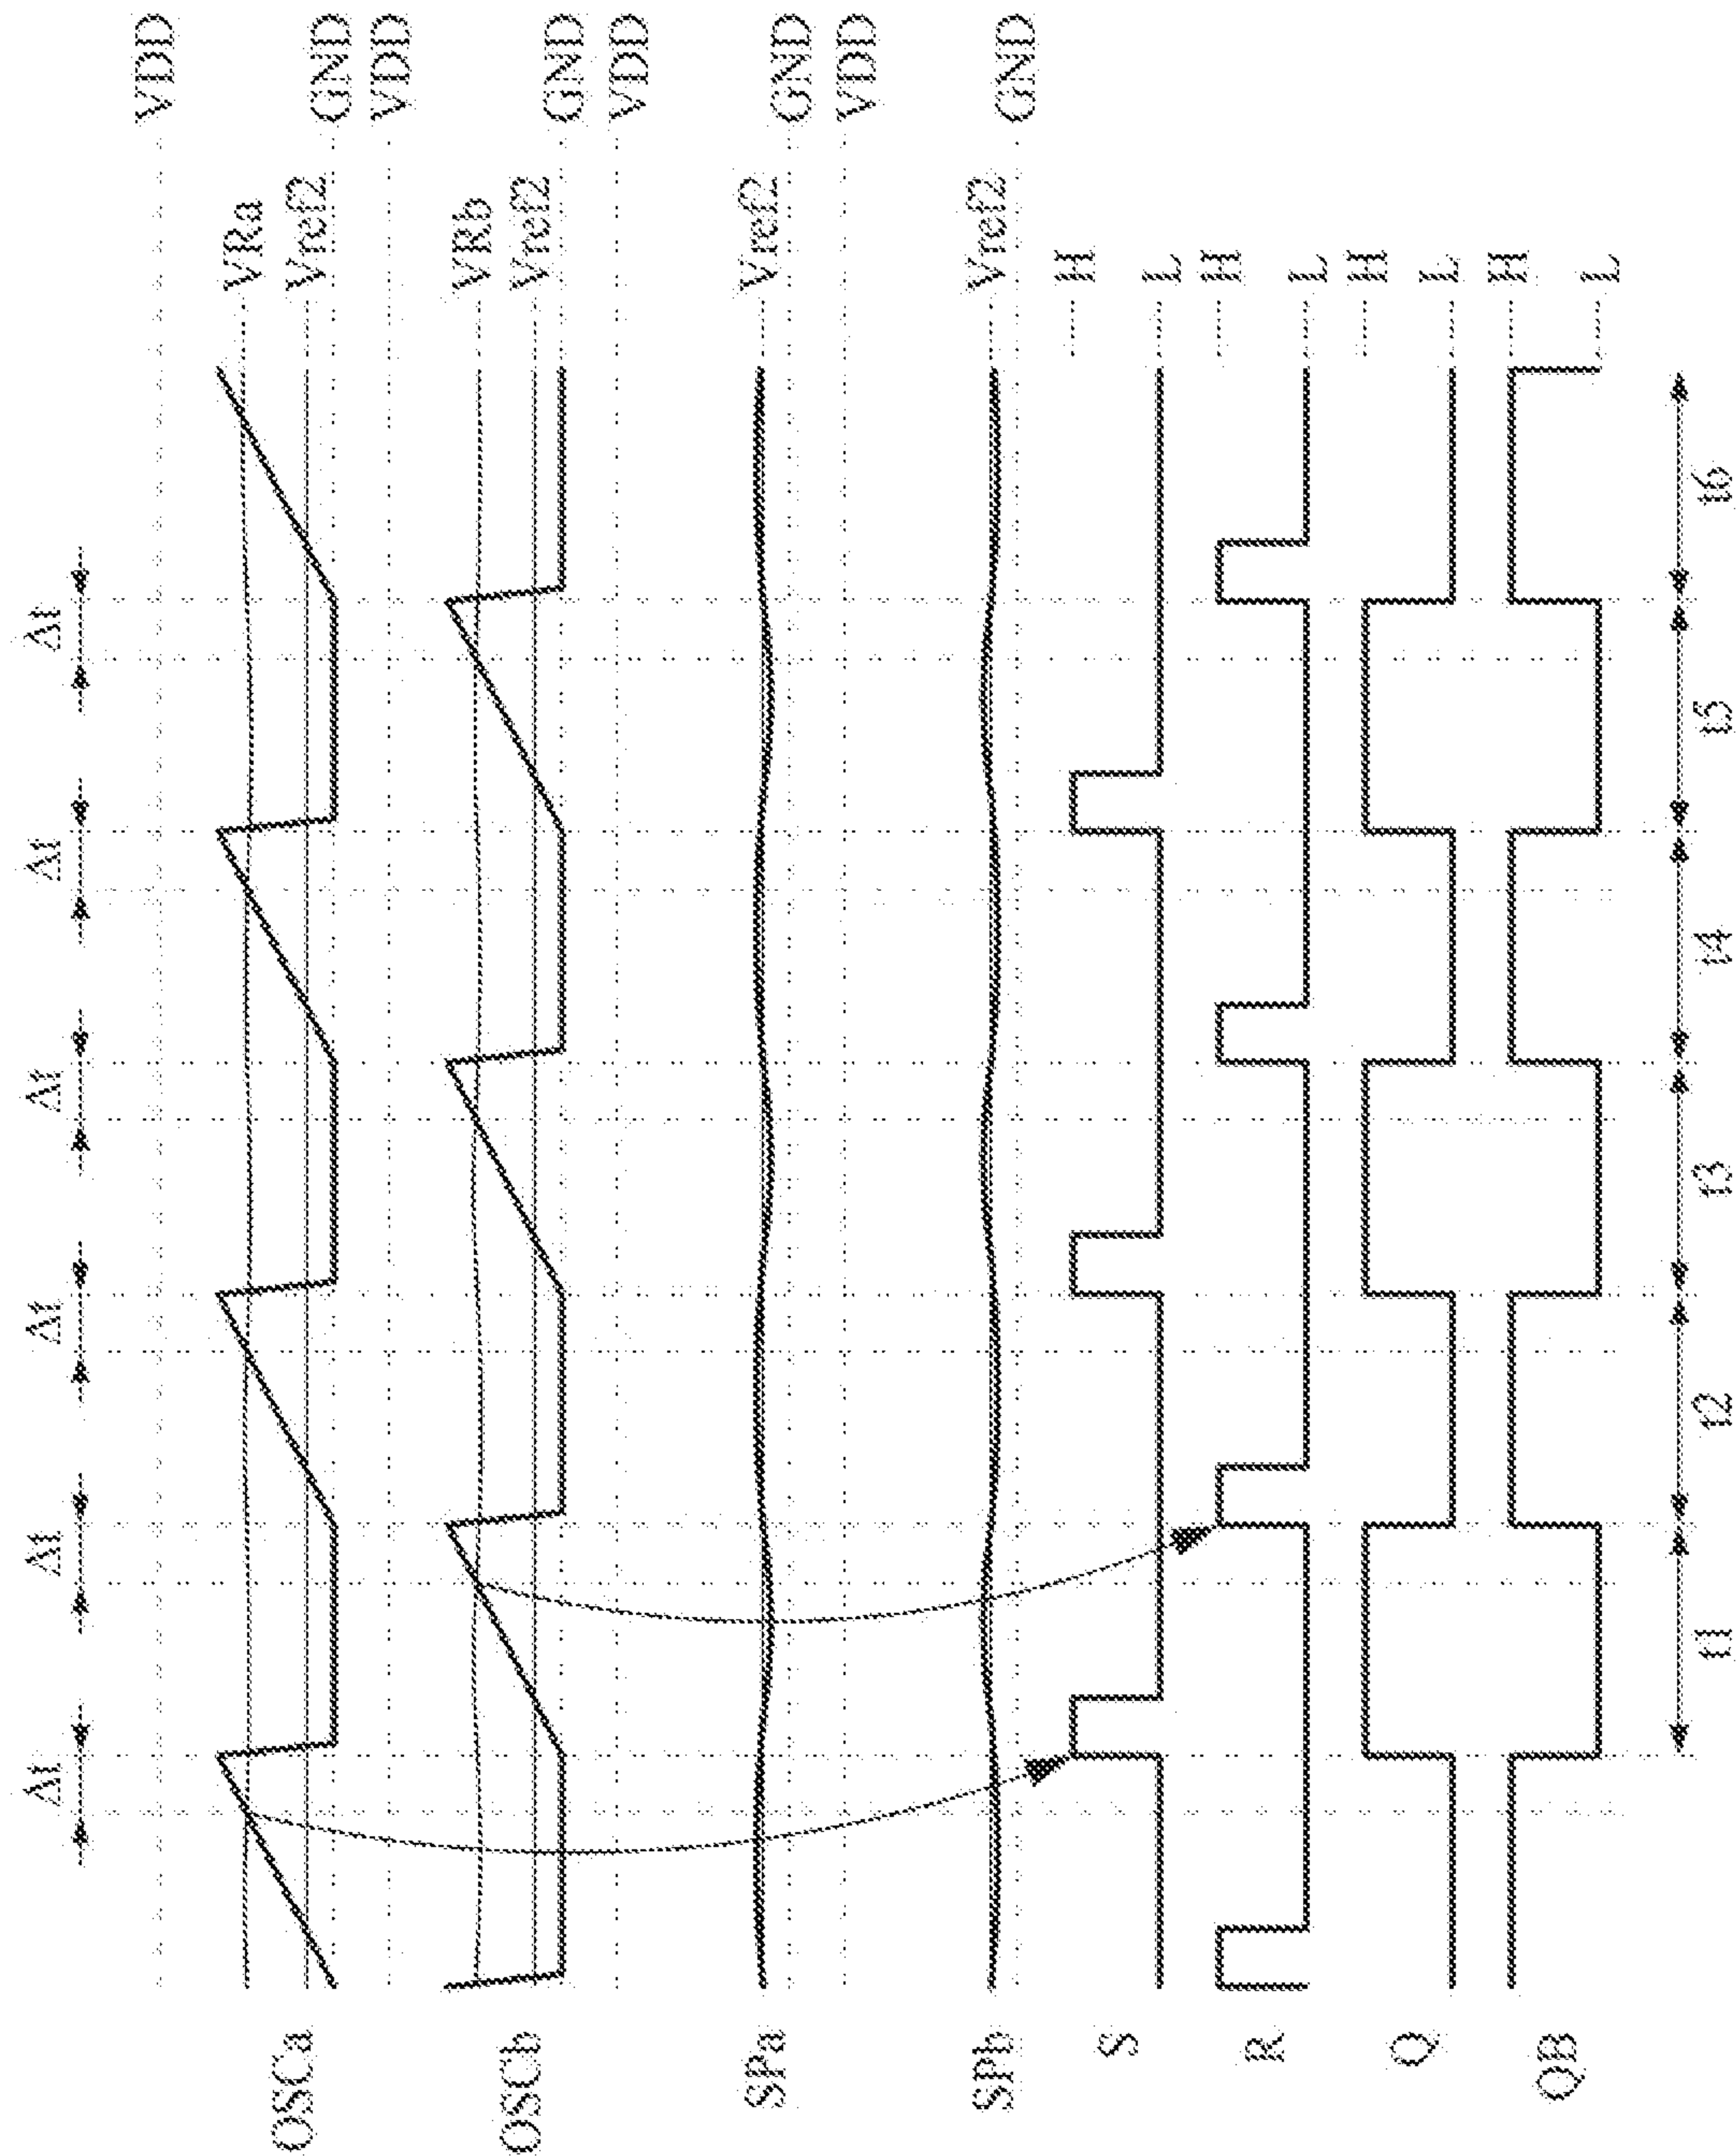 Δt Δt Δt Δt Δt Δt
VDD
OSCa
VRa
Vref2
GND
VDD
OSCb
VRb
Vref2
GND
VDD
SPa
Vref2
GND
VDD
SPb
Vref2
GND
S
H
L
R
H
L
Q
H
L
QB
H
L
t1 t2 t3 t4 t5 t6